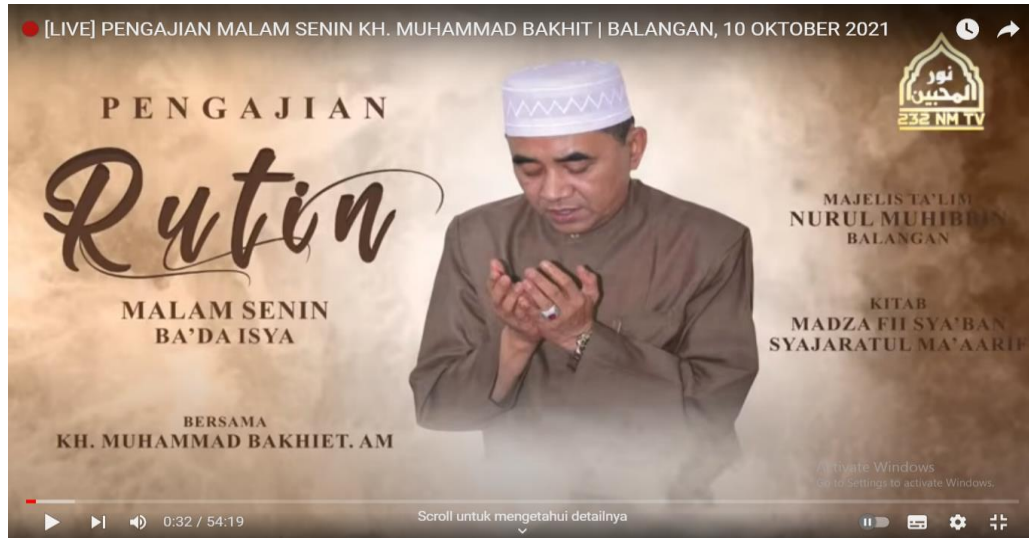 [LIVE] PENGAJIAN MALAM SENIN KH. MUHAMMAD BAKHIT | BALANGAN, 10 OKTOBER 2021
نور
المحبين
232 NM TV
PENGAJIAN
Rutin
MALAM SENIN
BA'DA ISYA
BERSAMA
KH. MUHAMMAD BAKHIET. AM
MAJELIS TA'LIM
NURUL MUHIBBIN
BALANGAN
KITAB
MADZA FII SYA'BAN
SYAJARATUL MA'AARIF
Activate Windows
Go to Settings to activate Windows.
0:32 / 54:19
Scroll untuk mengetahui detailnya